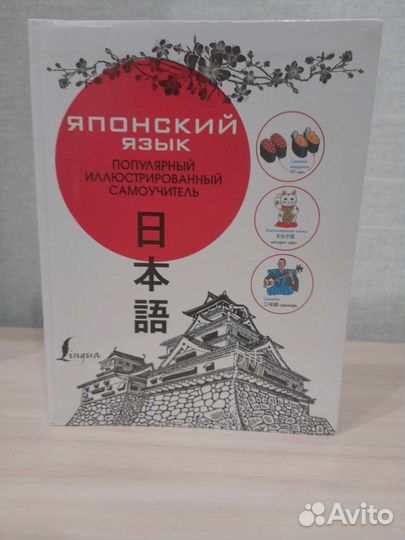 ЯПОНСКИЙ
ЯЗЫК
ПОПУЛЯРНЫЙ
ИЛЛЮСТРИРОВАННЫЙ
САМОУЧИТЕЛЬ
日本語
Lingua
Avito